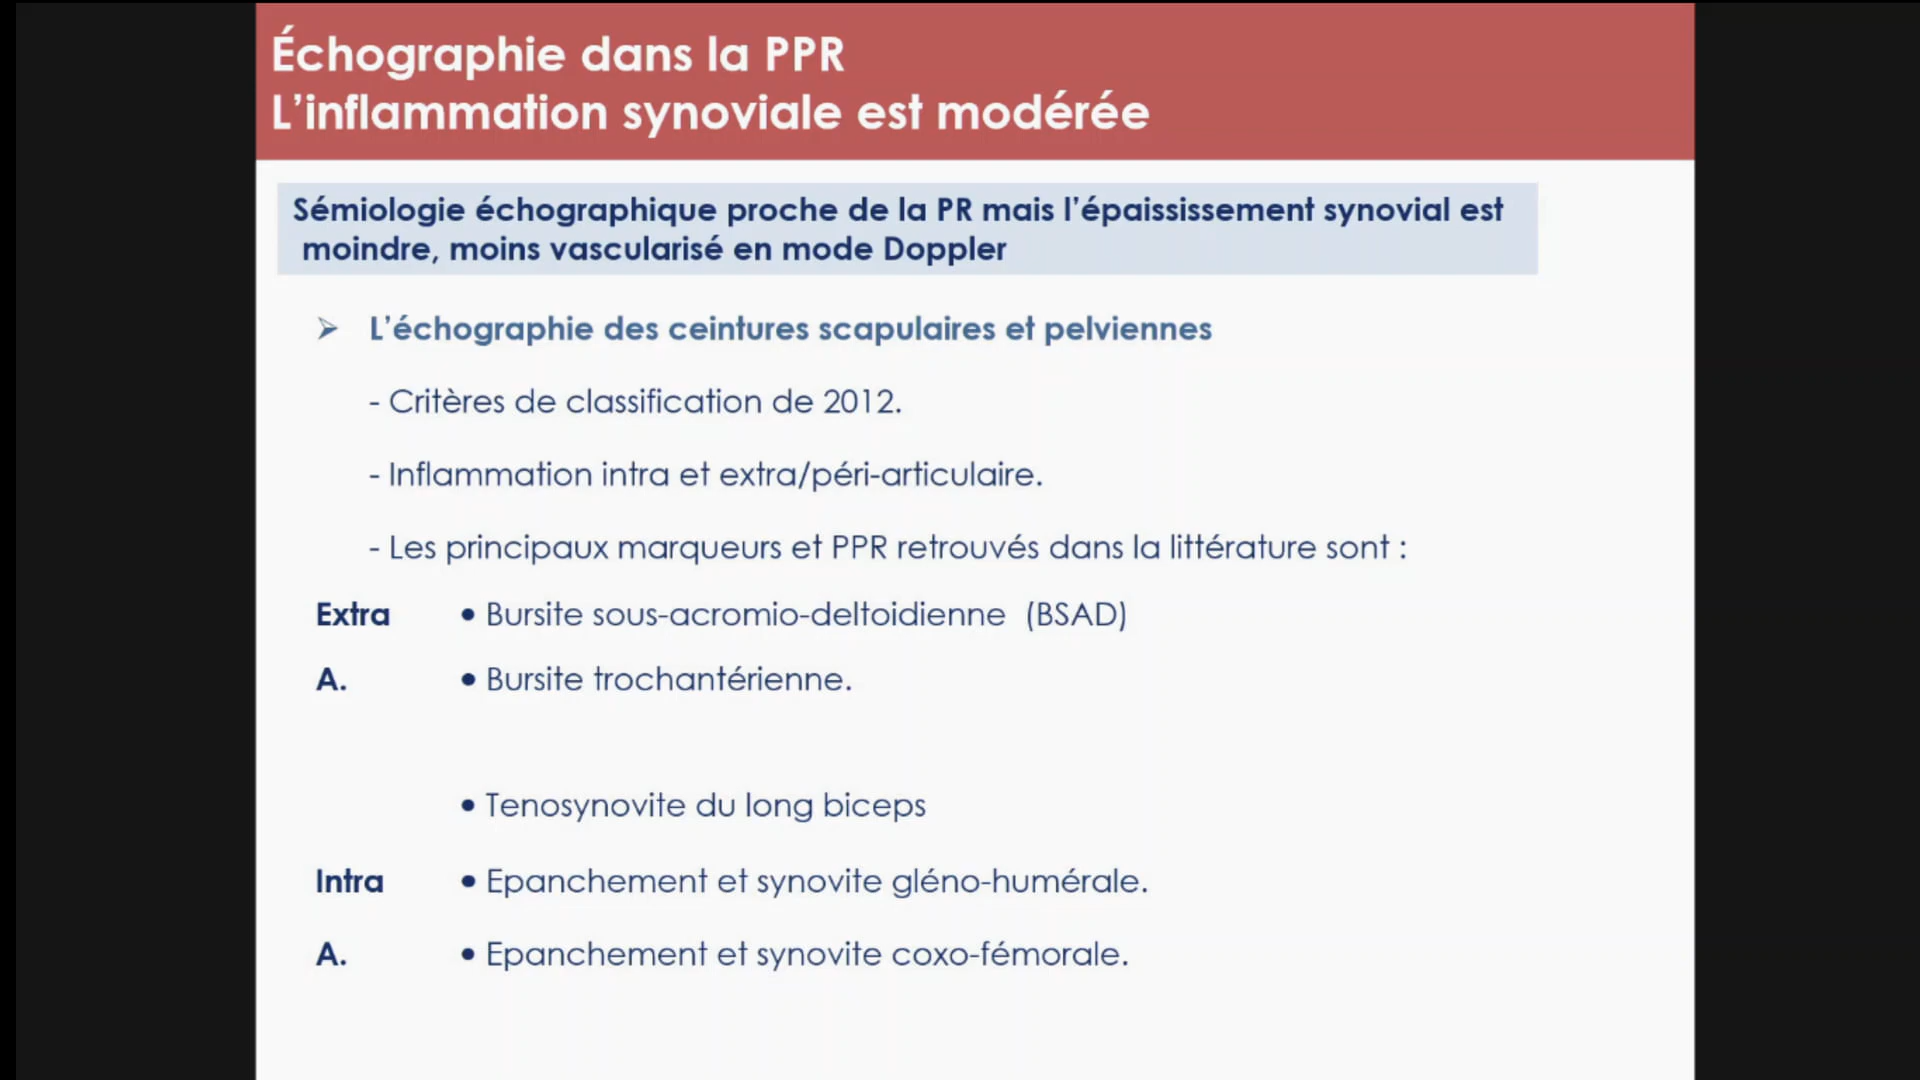 Échographie dans la PPR
L’inflammation synoviale est modérée
Sémiologie échographique proche de la PR mais l’épaississement synovial est
moindre, moins vascularisé en mode Doppler
➢ L’échographie des ceintures scapulaires et pelviennes
- Critères de classification de 2012.
- Inflammation intra et extra/péri-articulaire.
- Les principaux marqueurs et PPR retrouvés dans la littérature sont :
Extra • Bursite sous-acromio-deltoidienne (BSAD)
A. • Bursite trochantérienne.
• Tenosynovite du long biceps
Intra • Epanchement et synovite gléno-humérale.
A. • Epanchement et synovite coxo-fémorale.